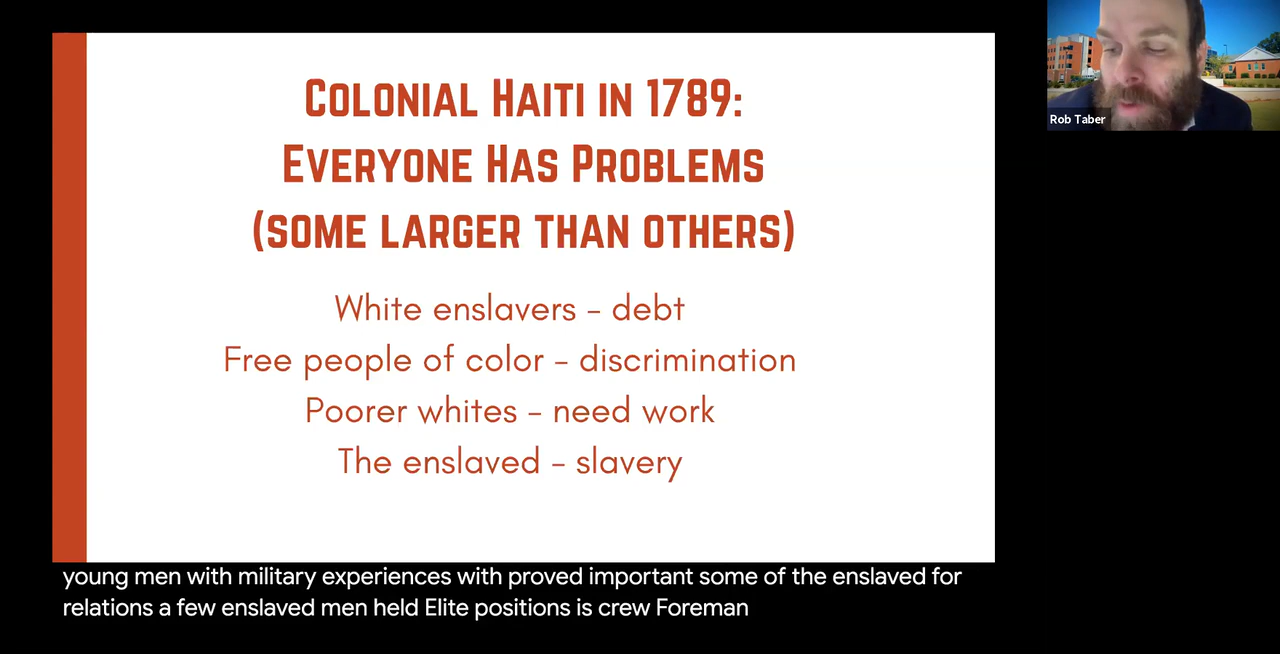 COLONIAL HAITI IN 1789:
EVERYONE HAS PROBLEMS
(SOME LARGER THAN OTHERS)
White enslavers - debt
Free people of color - discrimination
Poorer whites - need work
The enslaved - slavery
Rob Taber
young men with military experiences with proved important some of the enslaved for
relations a few enslaved men held Elite positions is crew Foreman